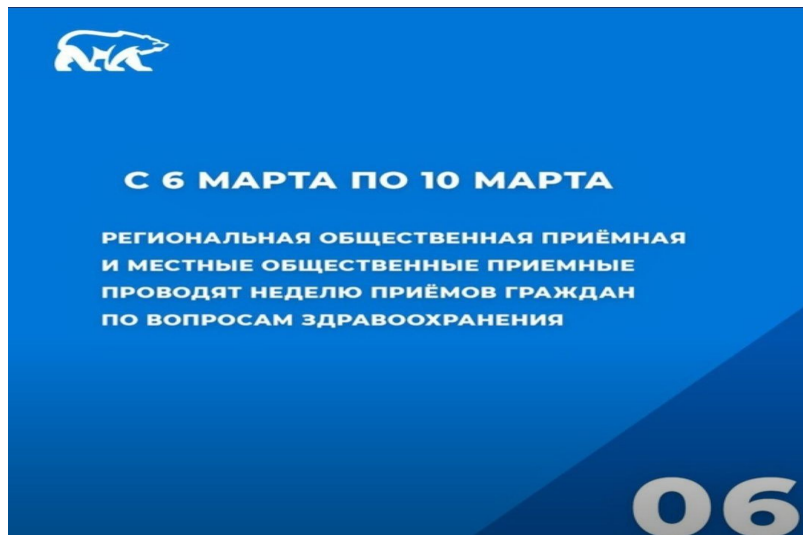 С 6 МАРТА ПО 10 МАРТА
РЕГИОНАЛЬНАЯ ОБЩЕСТВЕННАЯ ПРИЁМНАЯ
И МЕСТНЫЕ ОБЩЕСТВЕННЫЕ ПРИЕМНЫЕ
ПРОВОДЯТ НЕДЕЛЮ ПРИЁМОВ ГРАЖДАН
ПО ВОПРОСАМ ЗДРАВООХРАНЕНИЯ
06